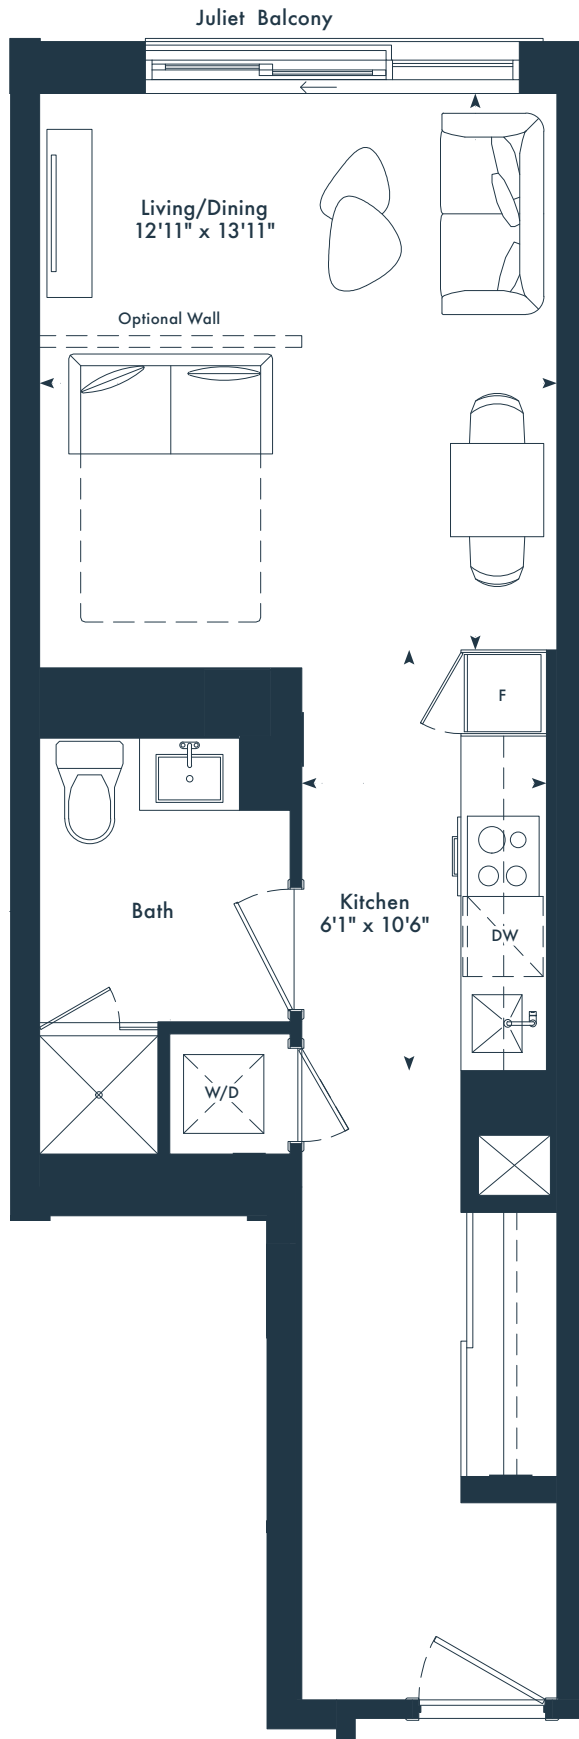 Juliet Balcony
Living/Dining
12'11" x 13'11"
Optional Wall
F
Kitchen
6'1" x 10'6"
Bath
DW
W/D